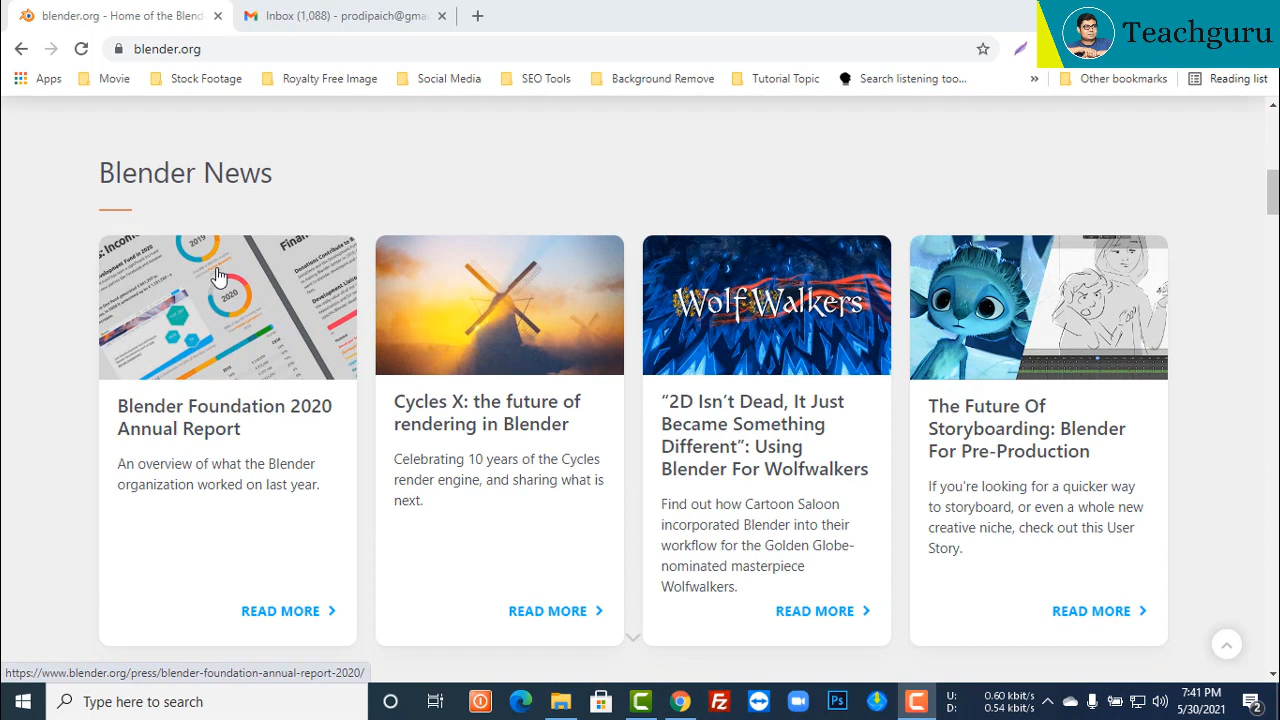 blender.org - Home of the Blend
Inbox (1,088) - prodipaich@gma
Teachguru
blender.org
Apps
Movie
Stock Footage
Royalty Free Image
Social Media
SEO Tools
Background Remove
Tutorial Topic
Search listening too...
»
Other bookmarks
Reading list
Blender News
2019
2020
WolfWalkers
Blender Foundation 2020
Annual Report
An overview of what the Blender
organization worked on last year.
READ MORE
Cycles X: the future of
rendering in Blender
Celebrating 10 years of the Cycles
render engine, and sharing what is
next.
READ MORE
“2D Isn’t Dead, It Just
Became Something
Different”: Using
Blender For Wolfwalkers
Find out how Cartoon Saloon
incorporated Blender into their
workflow for the Golden Globe-
nominated masterpiece
Wolfwalkers.
READ MORE
The Future Of
Storyboarding: Blender
For Pre-Production
If you're looking for a quicker way
to storyboard, or even a whole new
creative niche, check out this User
Story.
READ MORE
https://www.blender.org/press/blender-foundation-annual-report-2020/
Type here to search
Ps
U: 0.60 kbit/s
D: 0.54 kbit/s
7:41 PM
5/30/2021
2